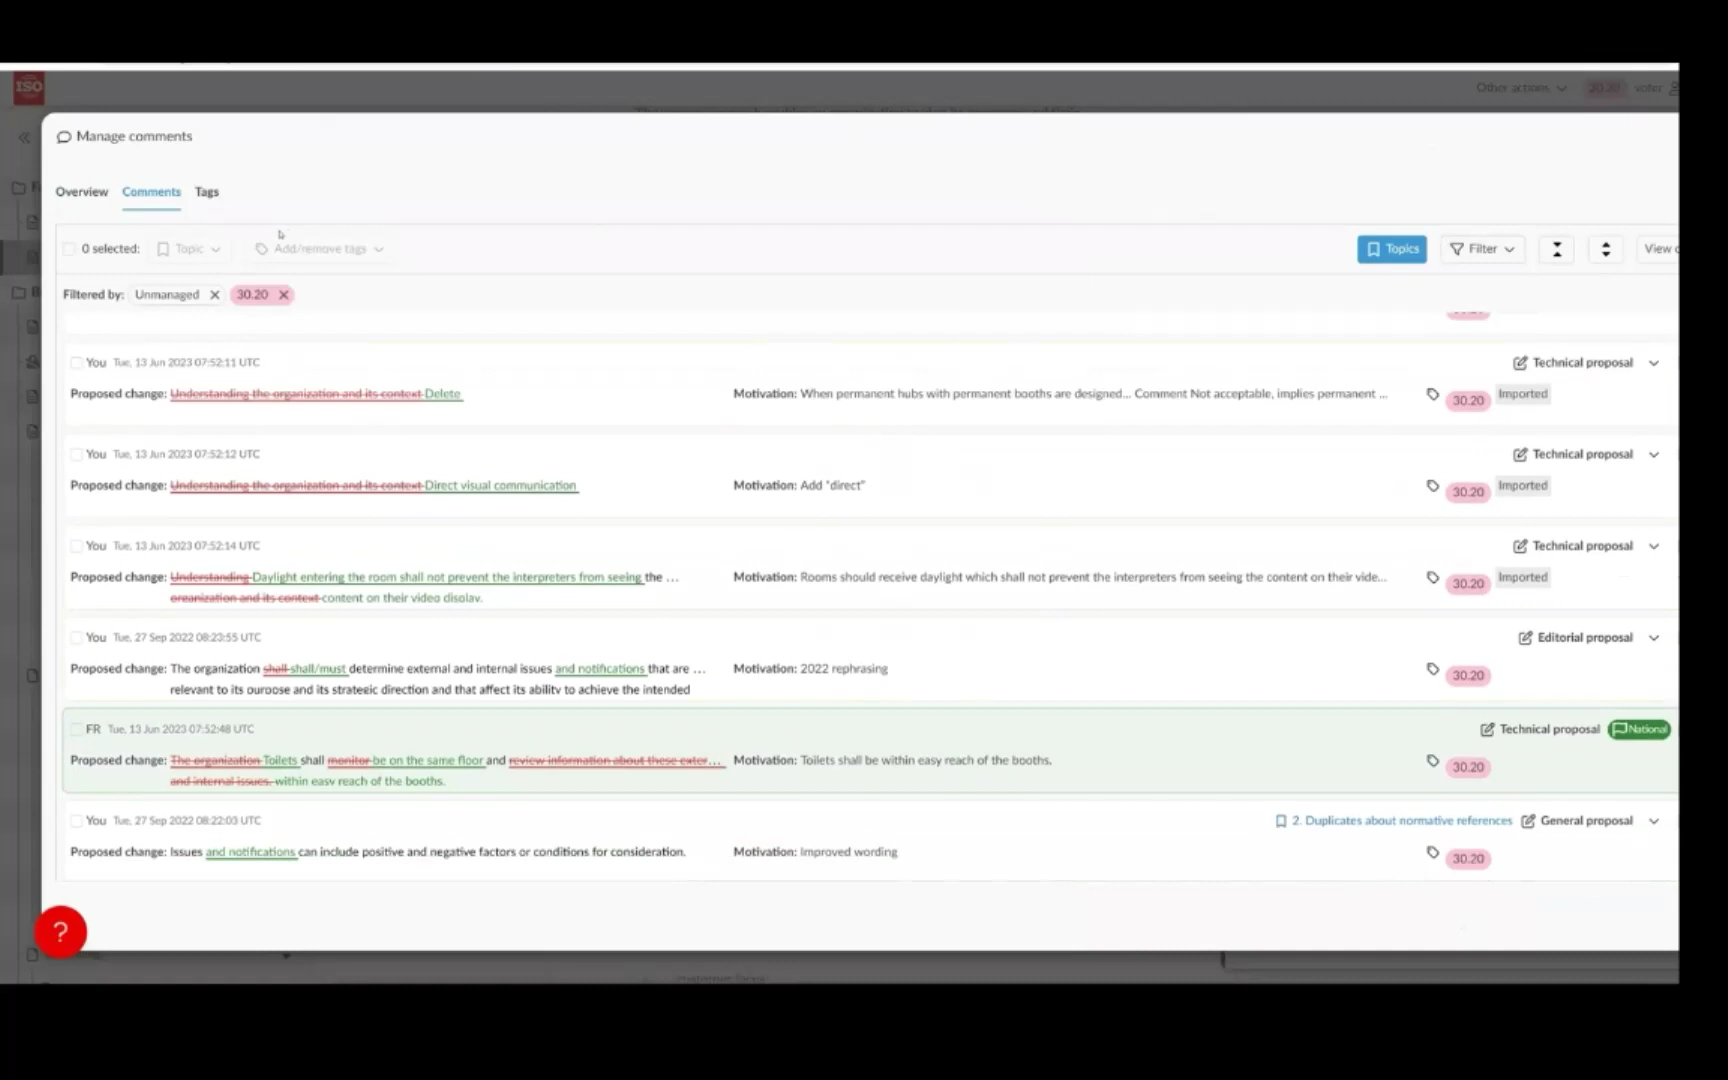 ISO
Other actions
30.20
voter
Manage comments
Overview
Comments
Tags
0 selected:
Topic
Add/remove tags
Topics
Filter
View
Filtered by:
Unmanaged
30.20
You Tue, 13 Jun 2023 07:52:11 UTC
Technical proposal
Proposed change: Understanding the organization and its context Delete
Motivation: When permanent hubs with permanent booths are designed... Comment Not acceptable, implies permanent ...
30.20
Imported
You Tue, 13 Jun 2023 07:52:12 UTC
Technical proposal
Proposed change: Understanding the organization and its context Direct visual communication
Motivation: Add "direct"
30.20
Imported
You Tue, 13 Jun 2023 07:52:14 UTC
Technical proposal
Proposed change: Understanding Daylight entering the room shall not prevent the interpreters from seeing the ...
organization and its context content on their video display.
Motivation: Rooms should receive daylight which shall not prevent the interpreters from seeing the content on their vide...
30.20
Imported
You Tue, 27 Sep 2022 08:23:55 UTC
Editorial proposal
Proposed change: The organization shall shall/must determine external and internal issues and notifications that are ...
relevant to its purpose and its strategic direction and that affect its ability to achieve the intended
Motivation: 2022 rephrasing
30.20
FR Tue, 13 Jun 2023 07:52:48 UTC
Technical proposal
National
Proposed change: The organization Toilets shall monitor be on the same floor and review information about these exter...
and internal issues. within easy reach of the booths.
Motivation: Toilets shall be within easy reach of the booths.
30.20
You Tue, 27 Sep 2022 08:22:03 UTC
2. Duplicates about normative references
General proposal
Proposed change: Issues and notifications can include positive and negative factors or conditions for consideration.
Motivation: Improved wording
30.20
?